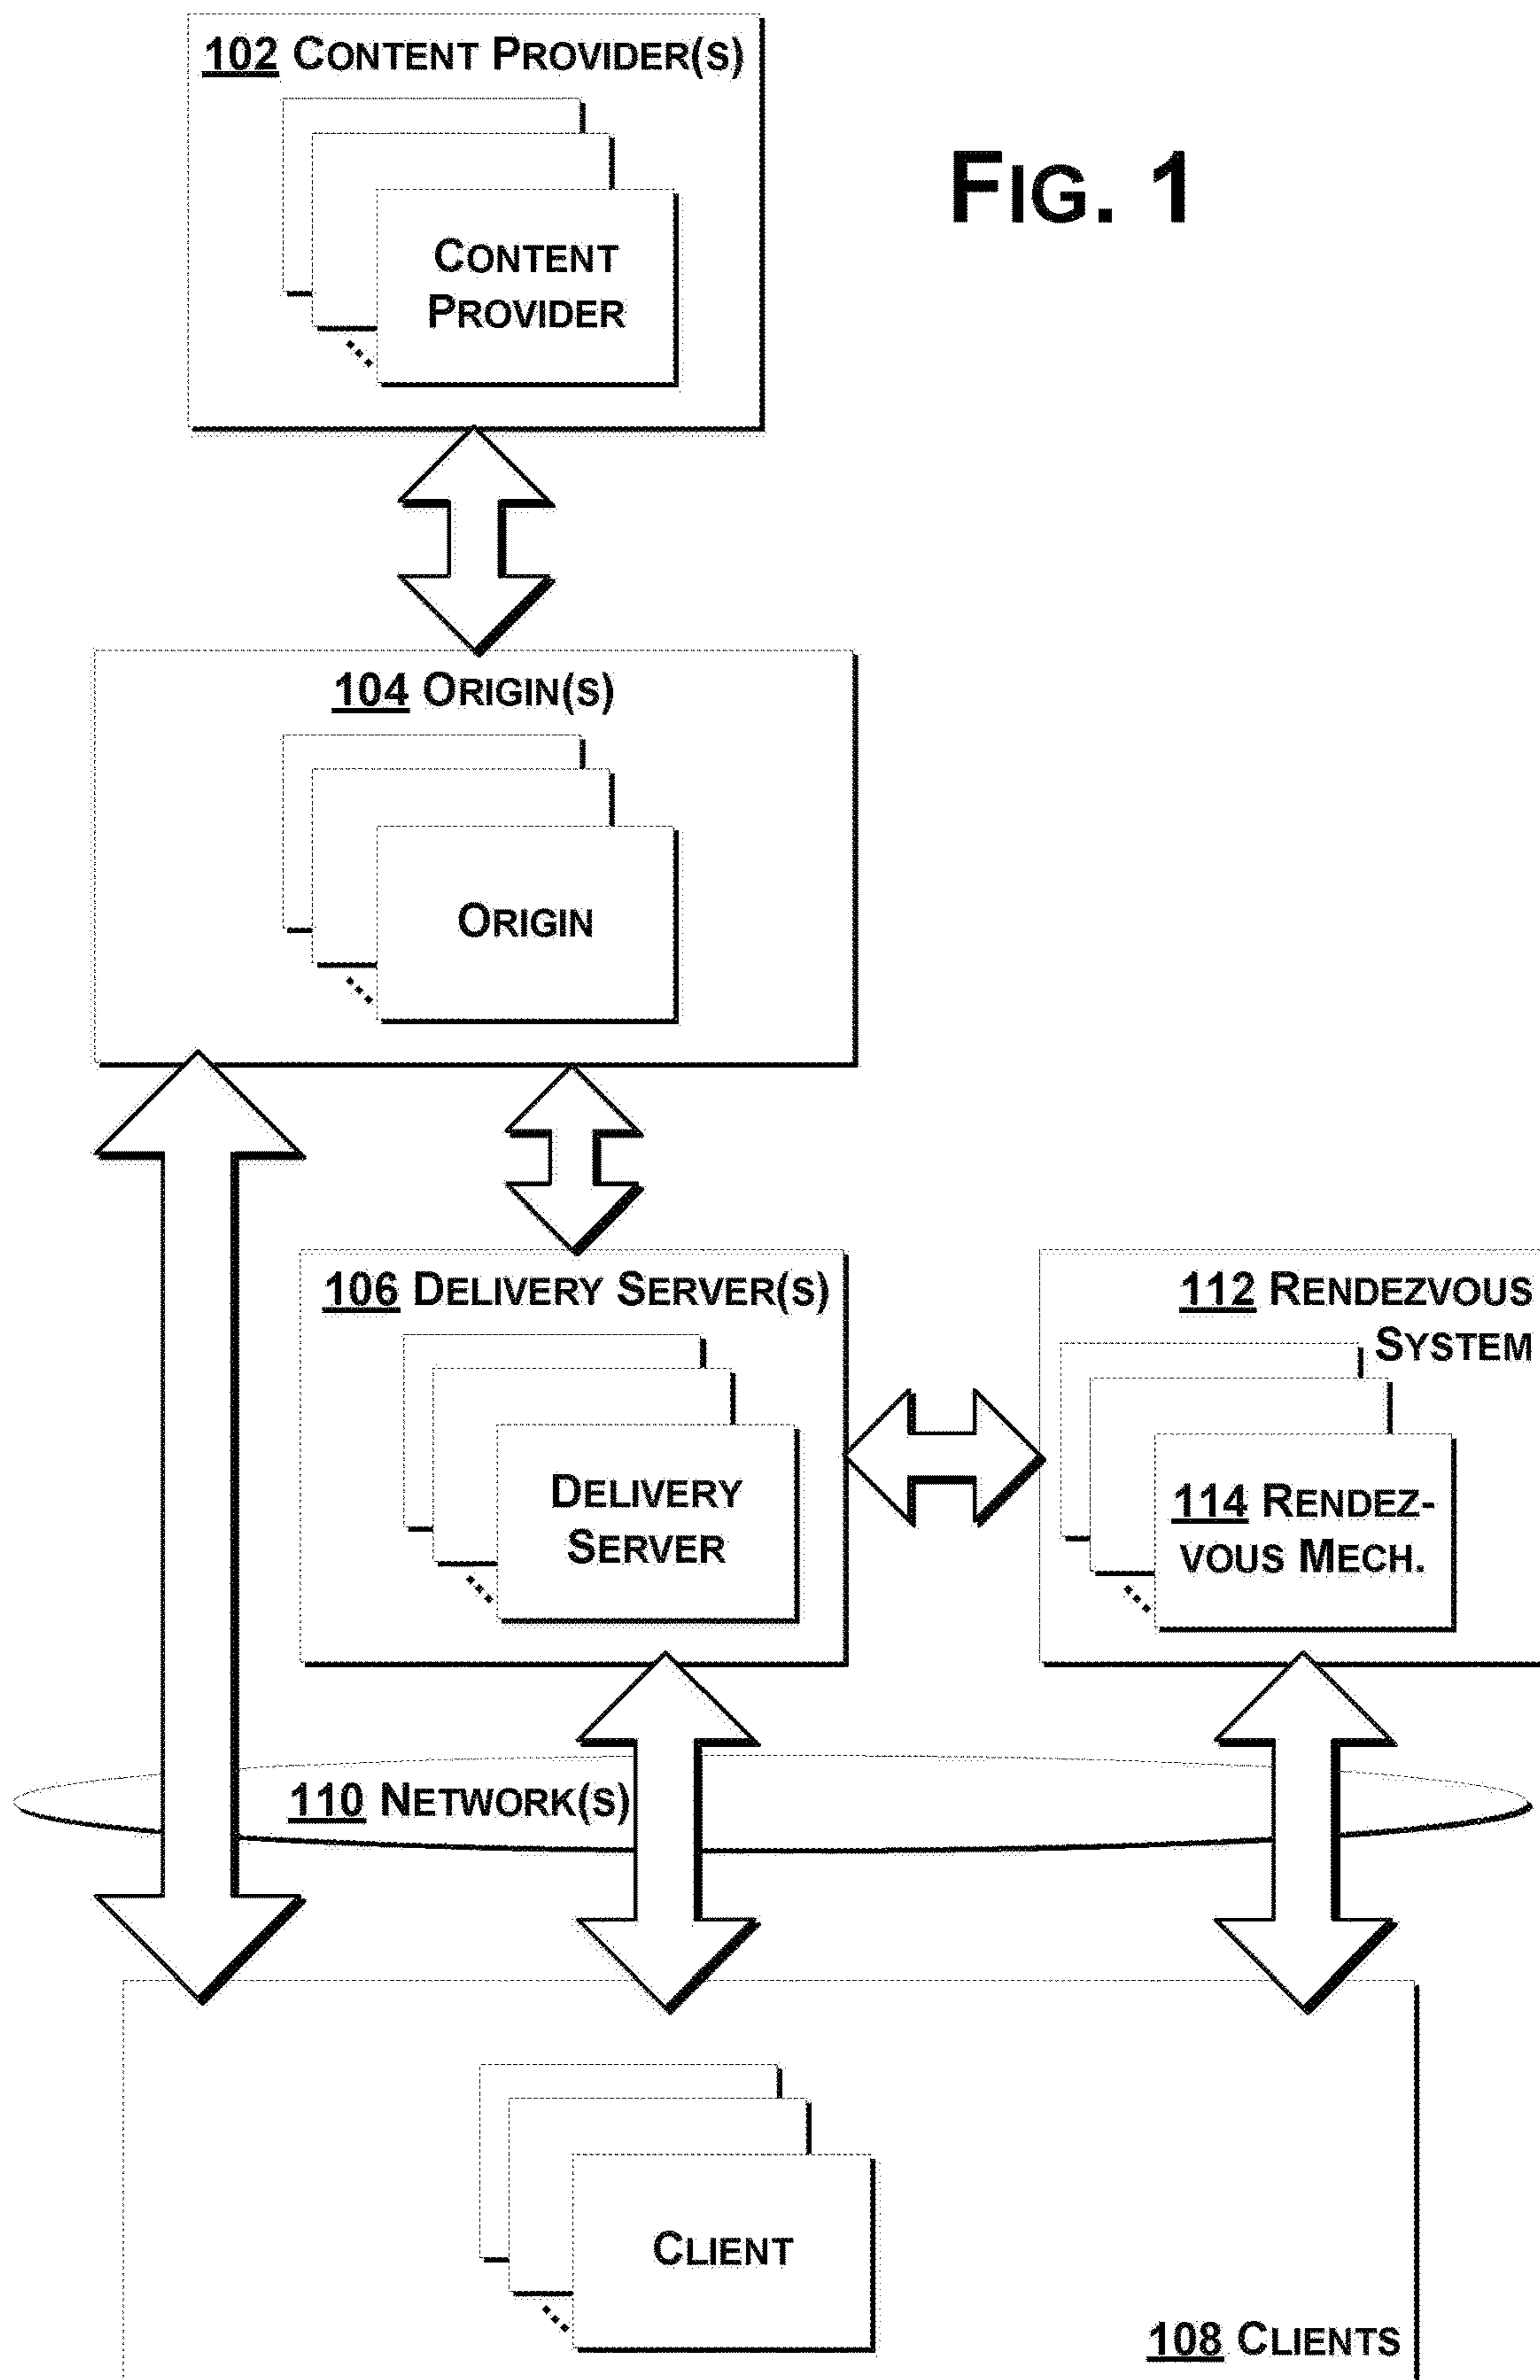 102 CONTENT PROVIDER(S)
CONTENT
PROVIDER
FIG. 1
104 ORIGIN(S)
ORIGIN
106 DELIVERY SERVER(S)
DELIVERY
SERVER
112 RENDEZVOUS
SYSTEM
114 RENDEZ-
VOUS MECH.
110 NETWORK(S)
CLIENT
108 CLIENTS